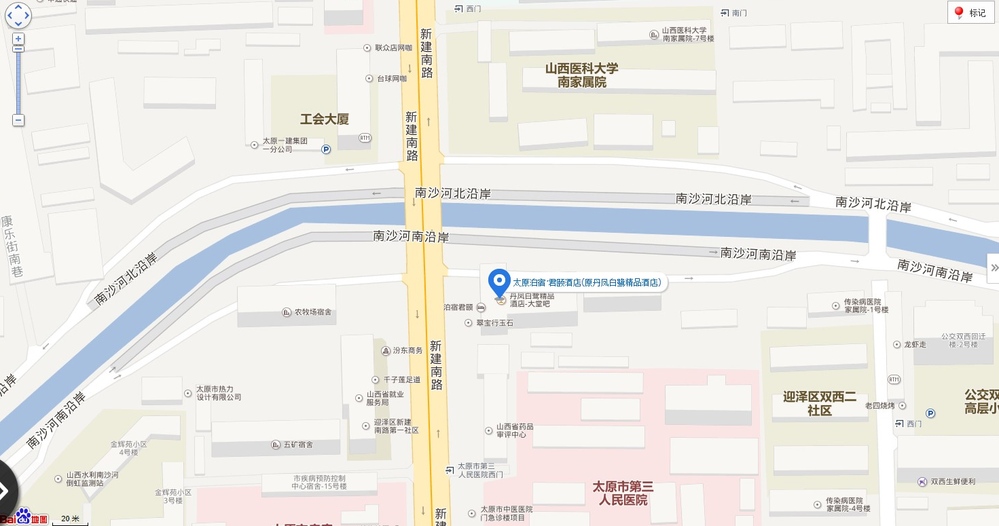 西门
南门
标记
新建南路
联众店网咖
台球网咖
山西医科大学
南家属院-7号楼
山西医科大学
南家属院
工会大厦
新建南路
ATM
太原一建集团
一分公司
P
南沙河北沿岸
南沙河北沿岸
南沙河北沿岸
康乐街南巷
南沙河南沿岸
南沙河南沿岸
南沙河南沿岸
南沙河北沿岸
太原泊宿·君颐酒店(原丹凤白鹭精品酒店)
丹凤白鹭精品
酒店-大堂吧
泊宿君颐
翠宝行玉石
农牧场宿舍
传染病医院
家属院-1号楼
公交双西回迁
楼-2号楼
龙虾走
汾东商务
新建南路
千子莲足道
ATM
沿岸
太原市热力
设计有限公司
山西省就业
服务局
迎泽区双西二
社区
公交双
高层小
老四烧烤
P
西门
南沙河南沿岸
迎泽区新建
南路第一社区
山西省药品
审评中心
金辉苑小区
4号楼
五矿宿舍
太原市第三
人民医院西门
山西水利南沙河
倒虹监测站
市疾病预防控制
中心宿舍-15号楼
太原市第三
人民医院
双西生鲜便利
金辉苑小区
3号楼
传染病医院
家属院-4号楼
太原市中医医院
门急诊楼项目
新建
Bai du 地图
20 米